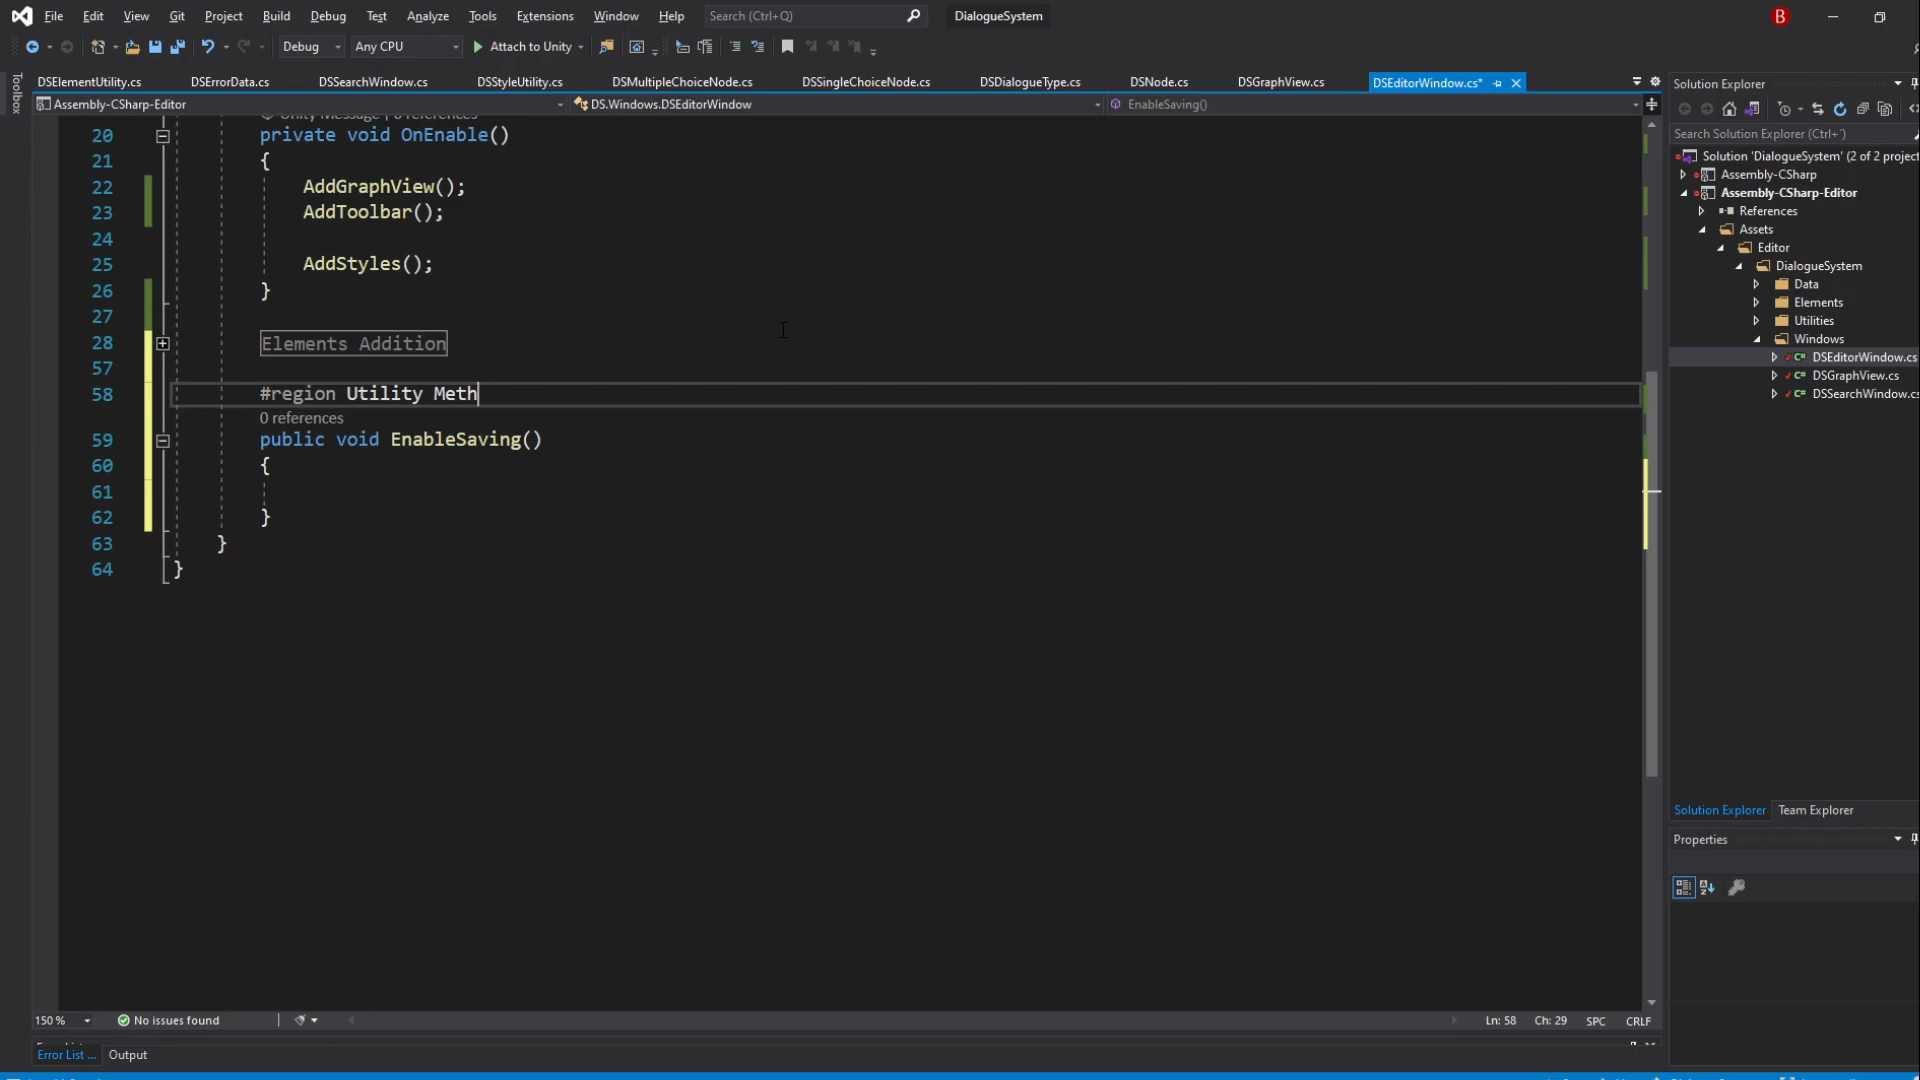 File Edit View Git Project Build Debug Test Analyze Tools Extensions Window Help Search (Ctrl+Q) DialogueSystem B
Debug Any CPU Attach to Unity
Toolbox
DSElementUtility.cs DSErrorData.cs DSSearchWindow.cs DSStyleUtility.cs DSMultipleChoiceNode.cs DSSingleChoiceNode.cs DSDialogueType.cs DSNode.cs DSGraphView.cs DSEditorWindow.cs*
Assembly-CSharp-Editor DS.Windows.DSEditorWindow EnableSaving()
20 private void OnEnable()
21 {
22 AddGraphView();
23 AddToolbar();
24
25 AddStyles();
26 }
27
28 Elements Addition
57
58 #region Utility Meth
0 references
59 public void EnableSaving()
60 {
61
62 }
63 }
64 }
150 % No issues found Ln: 58 Ch: 29 SPC CRLF
Error List ... Output
Solution Explorer
Search Solution Explorer (Ctrl+´)
Solution 'DialogueSystem' (2 of 2 project
Assembly-CSharp
Assembly-CSharp-Editor
References
Assets
Editor
DialogueSystem
Data
Elements
Utilities
Windows
DSEditorWindow.cs
DSGraphView.cs
DSSearchWindow.cs
Solution Explorer Team Explorer
Properties